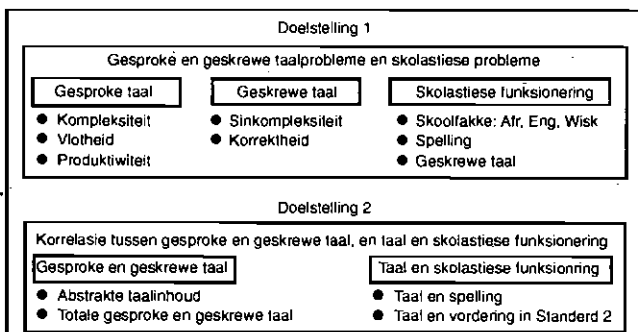 Doelstelling 1
Gesproke en geskrewe taalprobleme en skolastiese probleme
Gesproke taal
● Kompleksiteit
● Vlotheid
● Produktiwiteit
Geskrewe taal
● Sinkompleksiteit
● Korrektheid
Skolastiese funksionering
● Skoolfakke: Afr, Eng, Wisk
● Spelling
● Geskrewe taal
Doelstelling 2
Korrelasie tussen gesproke en geskrewe taal, en taal en skolastiese funksionering
Gesproke en geskrewe taal
● Abstrakte taalinhoud
● Totale gesproke en geskrewe taal
Taal en skolastiese funksionring
● Taal en spelling
● Taal en vordering in Standerd 2